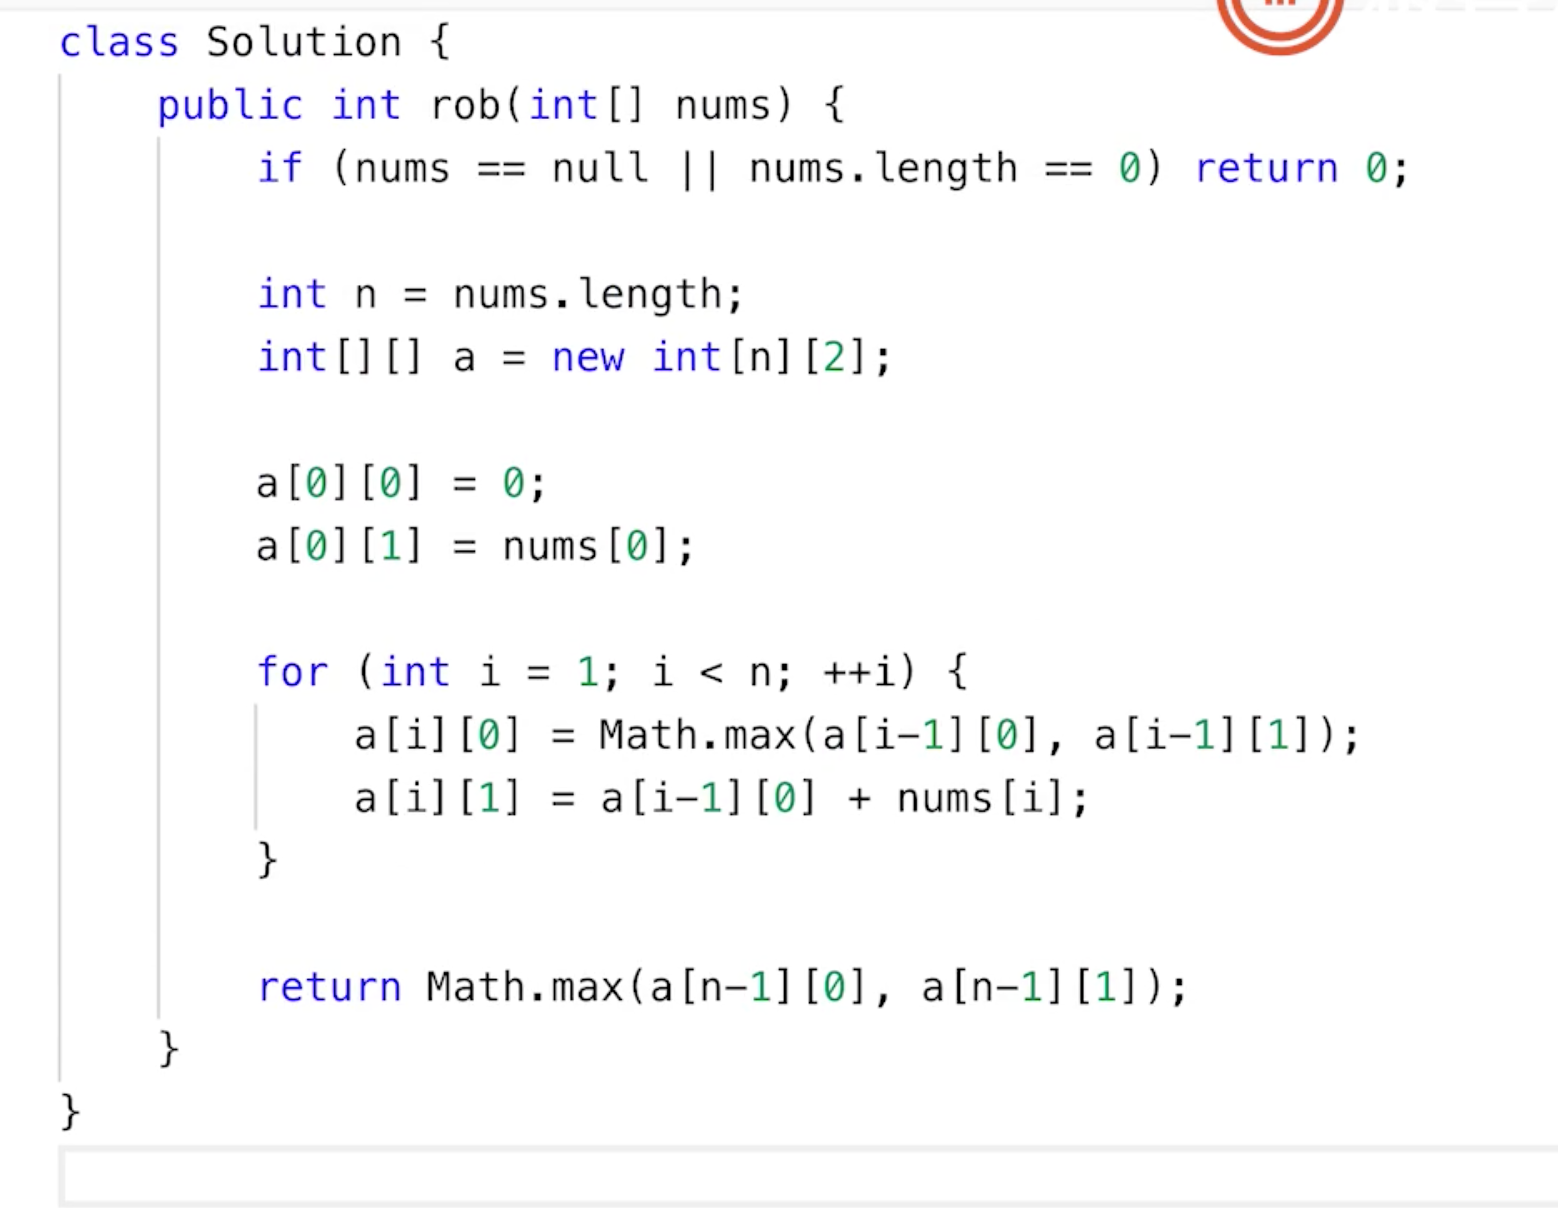 class Solution {
    public int rob(int[] nums) {
        if (nums == null || nums.length == 0) return 0;
        int n = nums.length;
        int[][] a = new int[n][2];
        a[0][0] = 0;
        a[0][1] = nums[0];
        for (int i = 1; i < n; ++i) {
            a[i][0] = Math.max(a[i-1][0], a[i-1][1]);
            a[i][1] = a[i-1][0] + nums[i];
        }
        return Math.max(a[n-1][0], a[n-1][1]);
    }
}